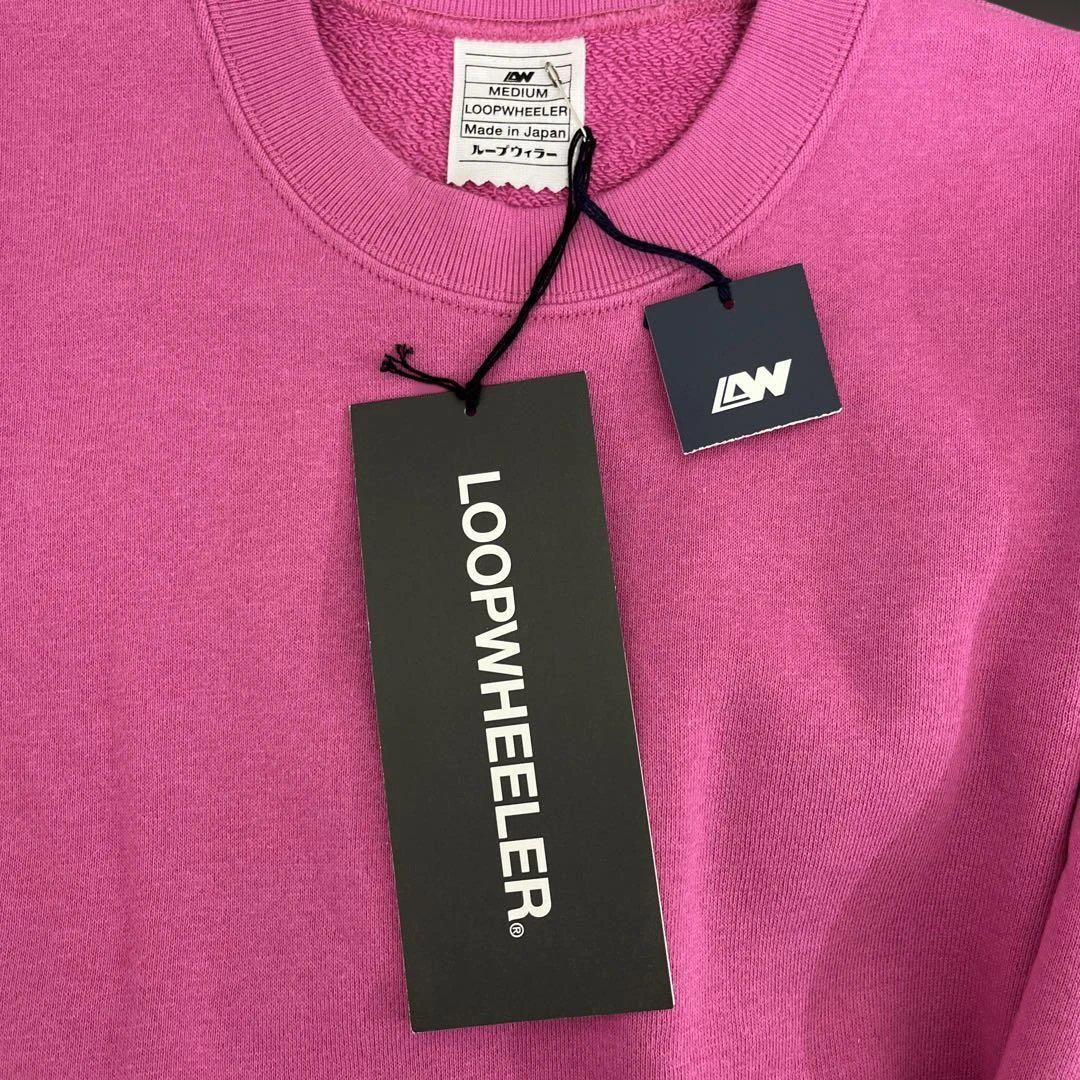 LW
MEDIUM
LOOPWHEELER
Made in Japan
ループウィラー
LW
LOOPWHEELER®